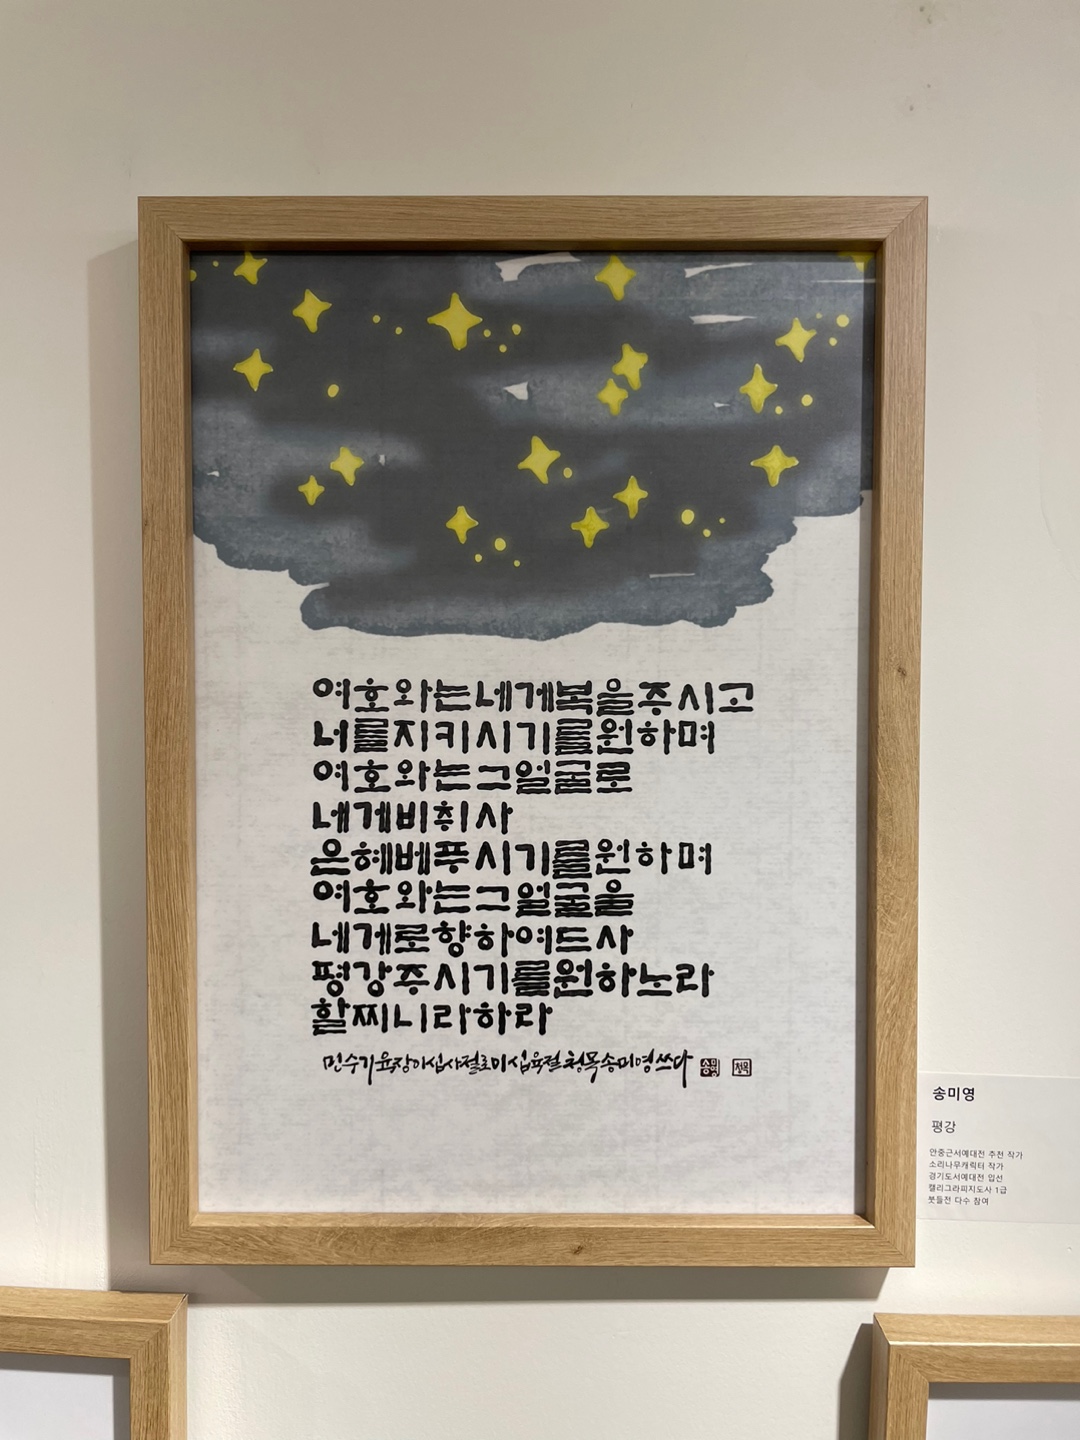 여호와는네게복을주시고
너를지키시기를원하며
여호와는그얼굴로
네게비취사
은혜베푸시기를원하며
여호와는그얼굴을
네게로향하여드사
평강주시기를원하노라
할찌니라하라
민수기육장이십사절로이십육절 청목송미영쓰다
송미영
평강
안중근서예대전 추천 작가
소리나무캐릭터 작가
경기도서예대전 입선
캘리그라피지도사 1급
붓들전 다수 참여